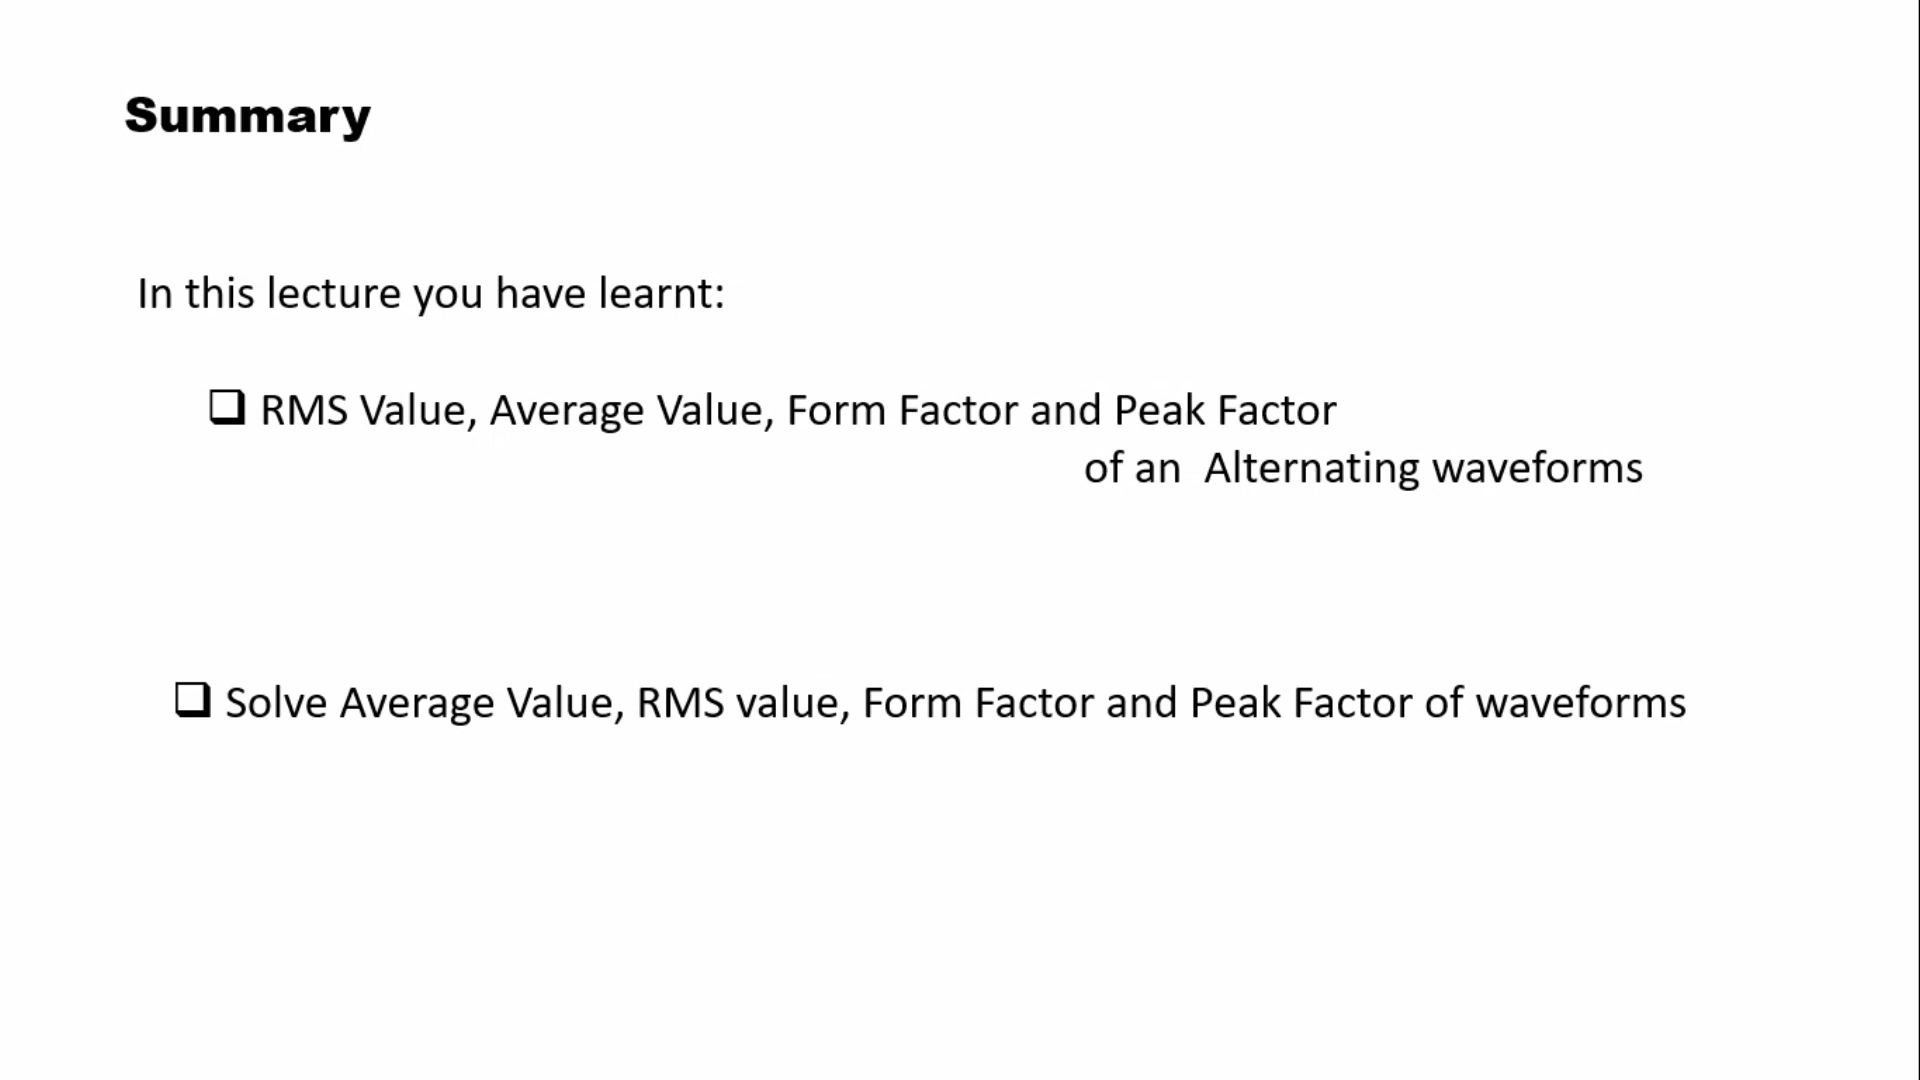 Summary
In this lecture you have learnt:
❑ RMS Value, Average Value, Form Factor and Peak Factor
of an  Alternating waveforms
❑ Solve Average Value, RMS value, Form Factor and Peak Factor of waveforms